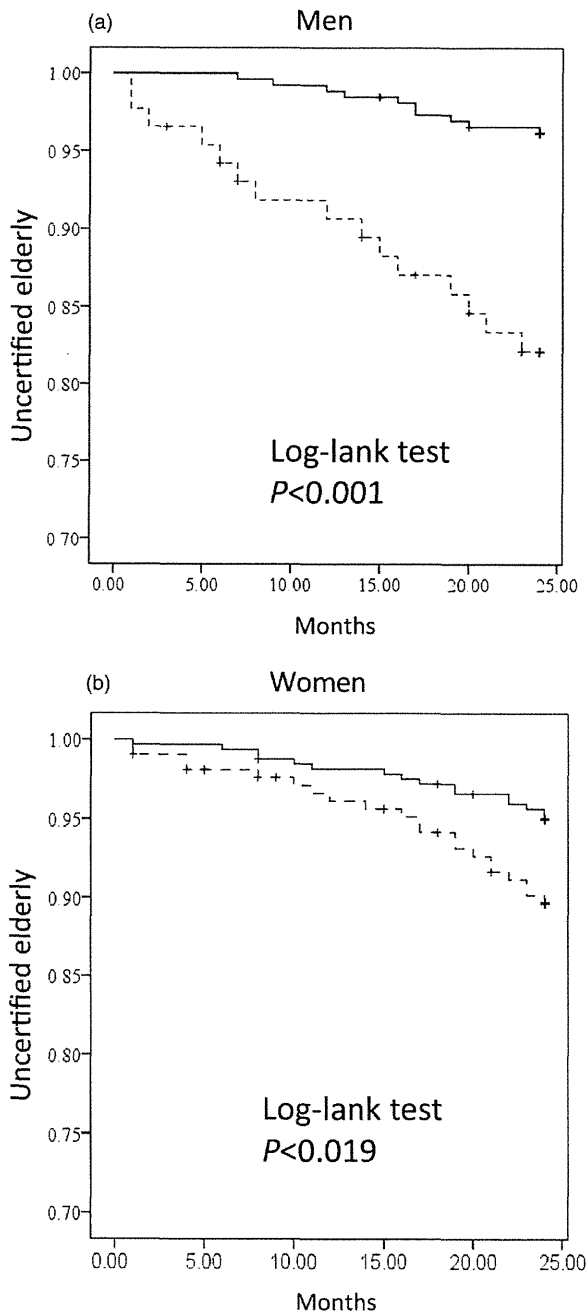 (a)
Men
Uncertified elderly
1.00
0.95
0.90
0.85
0.80
0.75
0.70
Log-lank test
P<0.001
0.00 5.00 10.00 15.00 20.00 25.00
Months
(b)
Women
Uncertified elderly
1.00
0.95
0.90
0.85
0.80
0.75
0.70
Log-lank test
P<0.019
0.00 5.00 10.00 15.00 20.00 25.00
Months